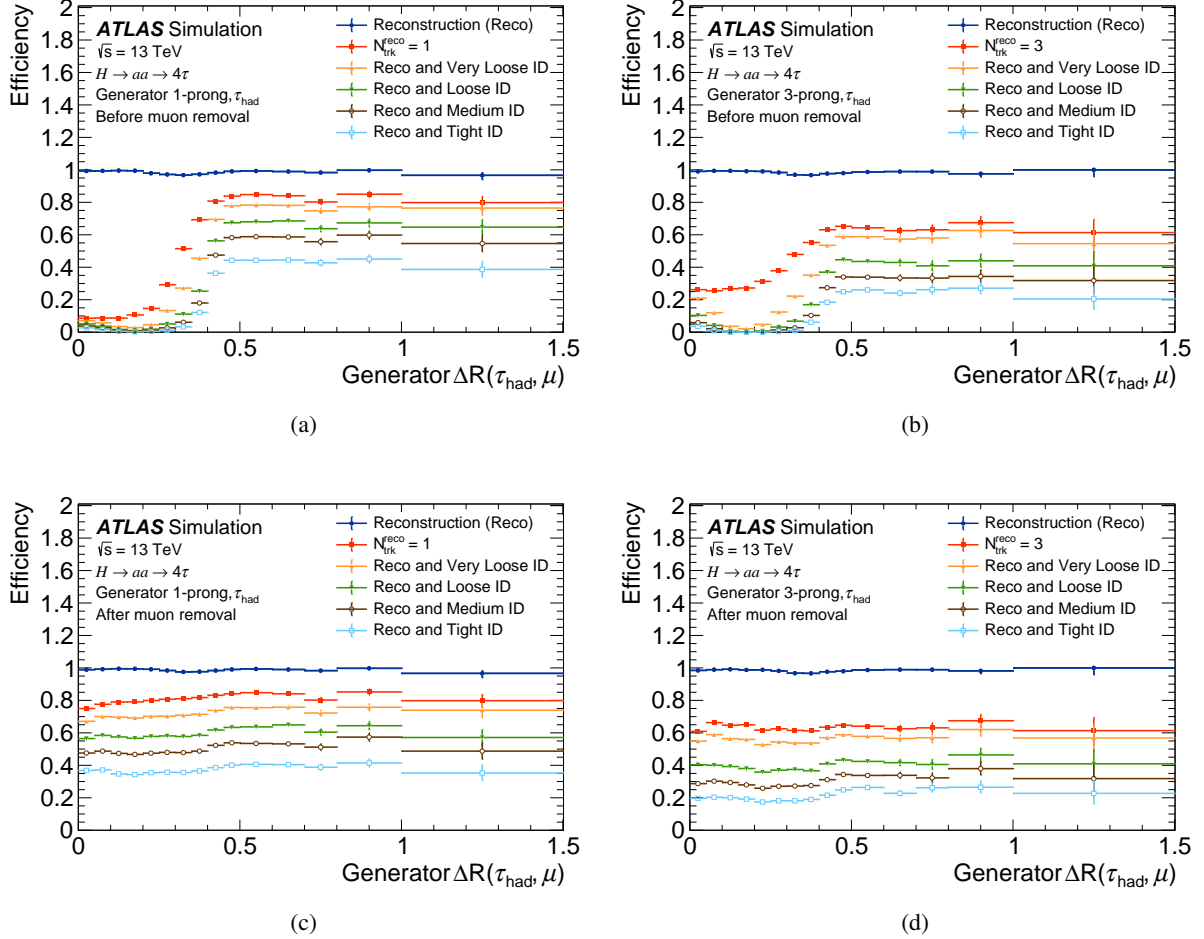 Efficiency
2
1.8
1.6
1.4
1.2
1
0.8
0.6
0.4
0.2
0
ATLAS Simulation
√s = 13 TeV
H → aa → 4τ
Generator 1-prong, τhad
Before muon removal
Reconstruction (Reco)
N^reco_trk = 1
Reco and Very Loose ID
Reco and Loose ID
Reco and Medium ID
Reco and Tight ID
0 0.5 1 1.5
Generator ΔR(τhad, μ)
(a)
Efficiency
2
1.8
1.6
1.4
1.2
1
0.8
0.6
0.4
0.2
0
ATLAS Simulation
√s = 13 TeV
H → aa → 4τ
Generator 3-prong, τhad
Before muon removal
Reconstruction (Reco)
N^reco_trk = 3
Reco and Very Loose ID
Reco and Loose ID
Reco and Medium ID
Reco and Tight ID
0 0.5 1 1.5
Generator ΔR(τhad, μ)
(b)
Efficiency
2
1.8
1.6
1.4
1.2
1
0.8
0.6
0.4
0.2
0
ATLAS Simulation
√s = 13 TeV
H → aa → 4τ
Generator 1-prong, τhad
After muon removal
Reconstruction (Reco)
N^reco_trk = 1
Reco and Very Loose ID
Reco and Loose ID
Reco and Medium ID
Reco and Tight ID
0 0.5 1 1.5
Generator ΔR(τhad, μ)
(c)
Efficiency
2
1.8
1.6
1.4
1.2
1
0.8
0.6
0.4
0.2
0
ATLAS Simulation
√s = 13 TeV
H → aa → 4τ
Generator 3-prong, τhad
After muon removal
Reconstruction (Reco)
N^reco_trk = 3
Reco and Very Loose ID
Reco and Loose ID
Reco and Medium ID
Reco and Tight ID
0 0.5 1 1.5
Generator ΔR(τhad, μ)
(d)